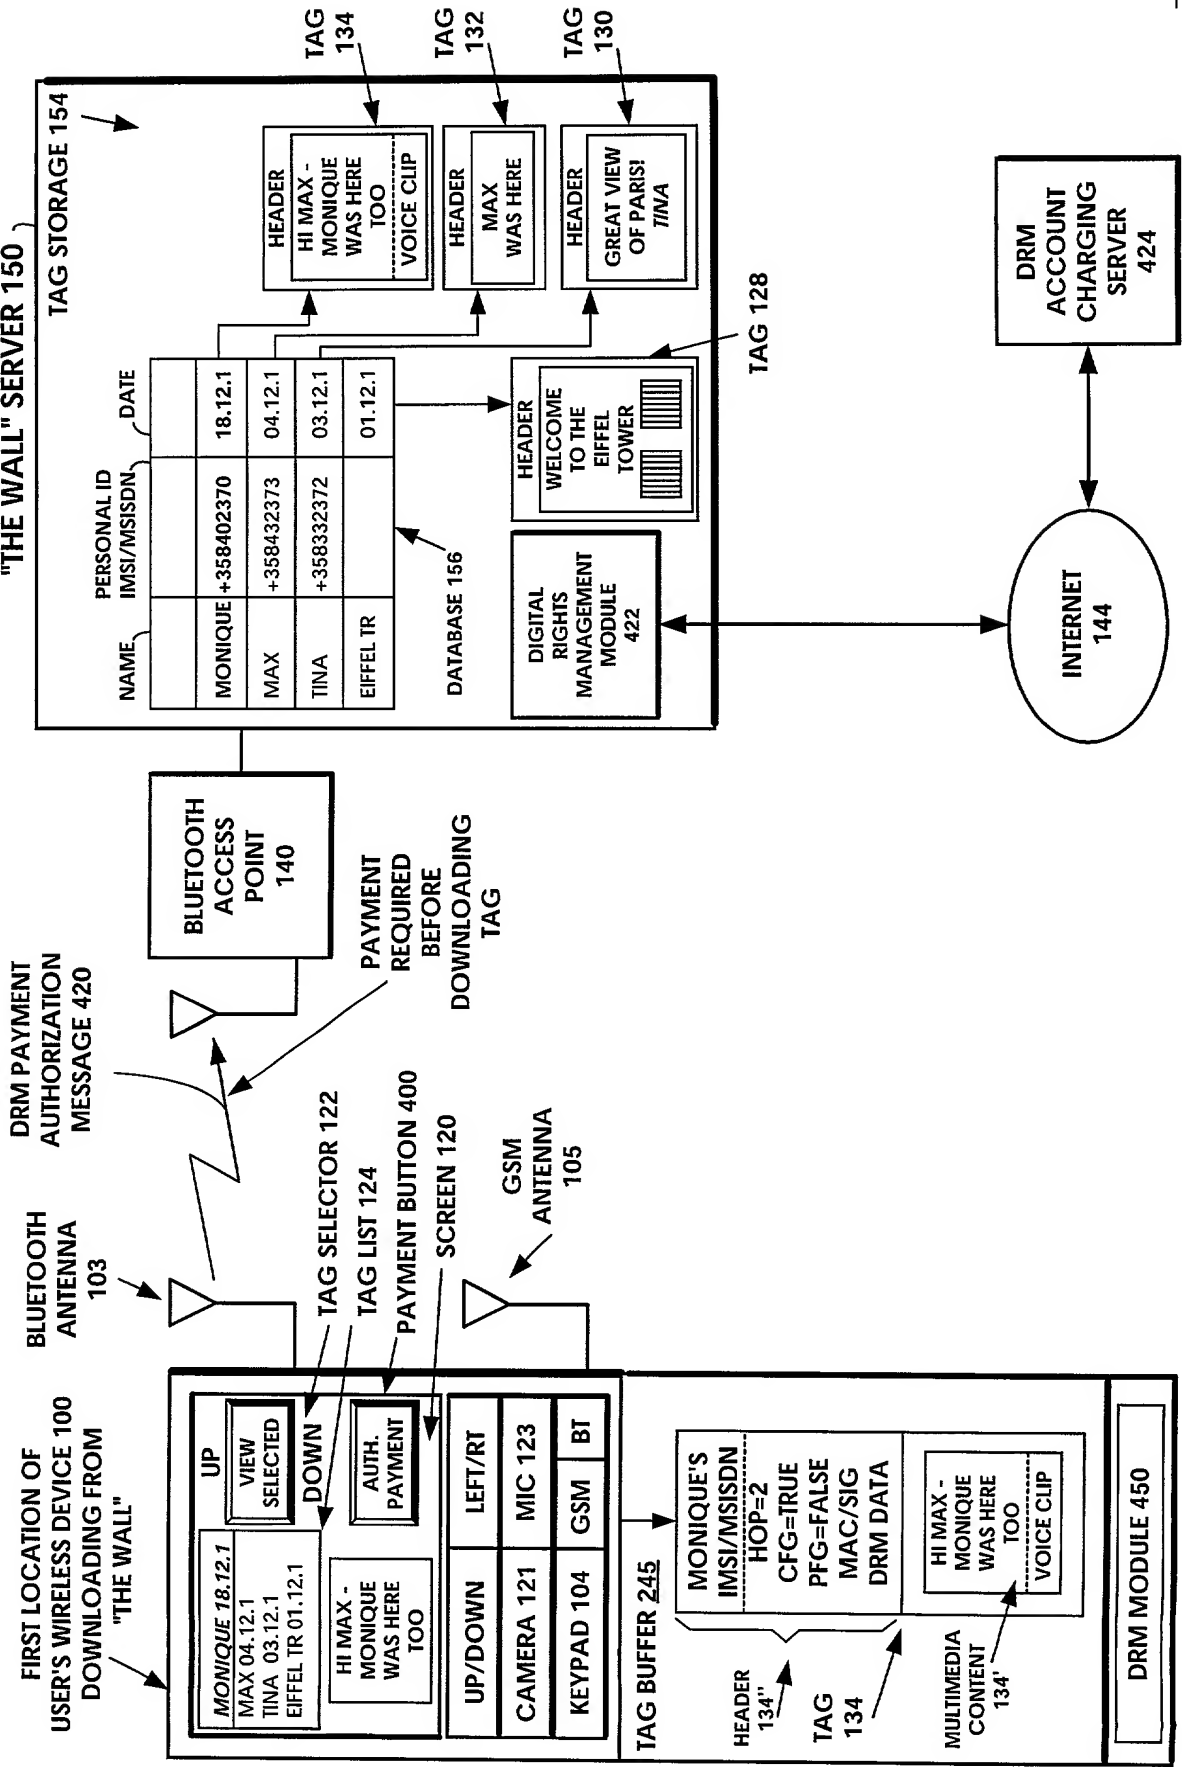 FIRST LOCATION OF
USER'S WIRELESS DEVICE 100
DOWNLOADING FROM
"THE WALL"
BLUETOOTH
ANTENNA
103
DRM PAYMENT
AUTHORIZATION
MESSAGE 420
"THE WALL" SERVER 150
TAG STORAGE 154
NAME
PERSONAL ID
IMSI/MSISDN
DATE
MONIQUE +358402370 18.12.1
MAX +358432373 04.12.1
TINA +358332372 03.12.1
EIFFEL TR 01.12.1
DATABASE 156
HEADER
HI MAX -
MONIQUE
WAS HERE
TOO
VOICE CLIP
TAG
134
HEADER
MAX
WAS HERE
TAG
132
HEADER
GREAT VIEW
OF PARIS!
TINA
TAG
130
HEADER
WELCOME
TO THE
EIFFEL
TOWER
TAG 128
DIGITAL
RIGHTS
MANAGEMENT
MODULE
422
BLUETOOTH
ACCESS
POINT
140
PAYMENT
REQUIRED
BEFORE
DOWNLOADING
TAG
MONIQUE 18.12.1
MAX 04.12.1
TINA 03.12.1
EIFFEL TR 01.12.1
UP
VIEW
SELECTED
DOWN
HI MAX -
MONIQUE
WAS HERE
TOO
AUTH.
PAYMENT
TAG SELECTOR 122
TAG LIST 124
PAYMENT BUTTON 400
SCREEN 120
GSM
ANTENNA
105
UP/DOWN LEFT/RT
CAMERA 121 MIC 123
KEYPAD 104 GSM BT
TAG BUFFER 245
MONIQUE'S
IMSI/MSISDN
HOP=2
CFG=TRUE
PFG=FALSE
MAC/SIG
DRM DATA
HEADER
134"
TAG
134
HI MAX -
MONIQUE
WAS HERE
TOO
VOICE CLIP
MULTIMEDIA
CONTENT
134'
DRM MODULE 450
INTERNET
144
DRM
ACCOUNT
CHARGING
SERVER
424